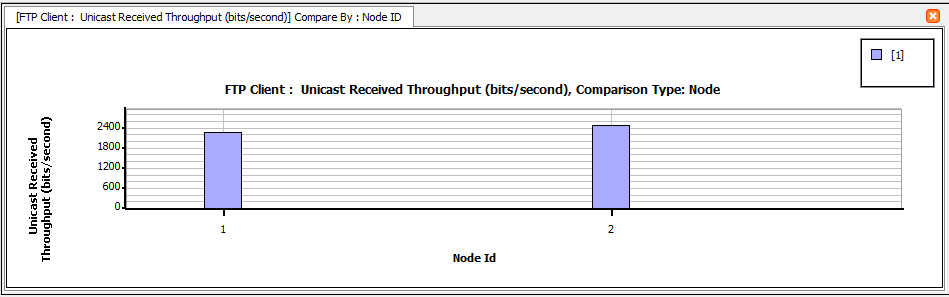 [FTP Client :  Unicast Received Throughput (bits/second)] Compare By : Node ID
[1]
FTP Client :  Unicast Received Throughput (bits/second), Comparison Type: Node
Unicast Received
Throughput (bits/second)
2400
1800
1200
600
0
1
2
Node Id